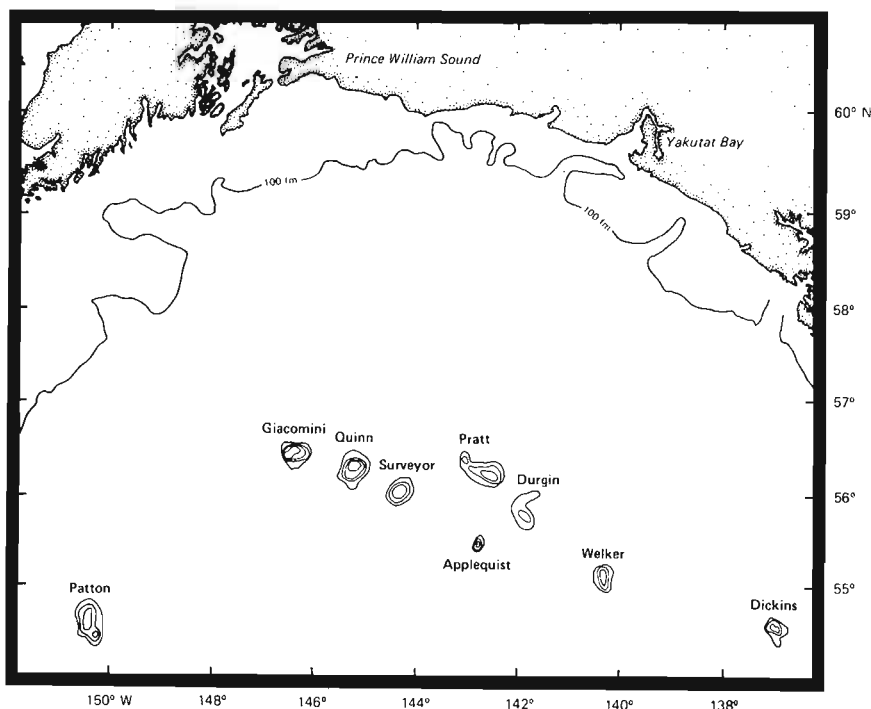 Prince William Sound
60° N
Yakutat Bay
100 fm
59°
100 fm
58°
57°
Giacomini
Quinn
Pratt
Surveyor
Durgin
56°
Applequist
Welker
Patton
55°
Dickins
150° W
148°
146°
144°
142°
140°
138°